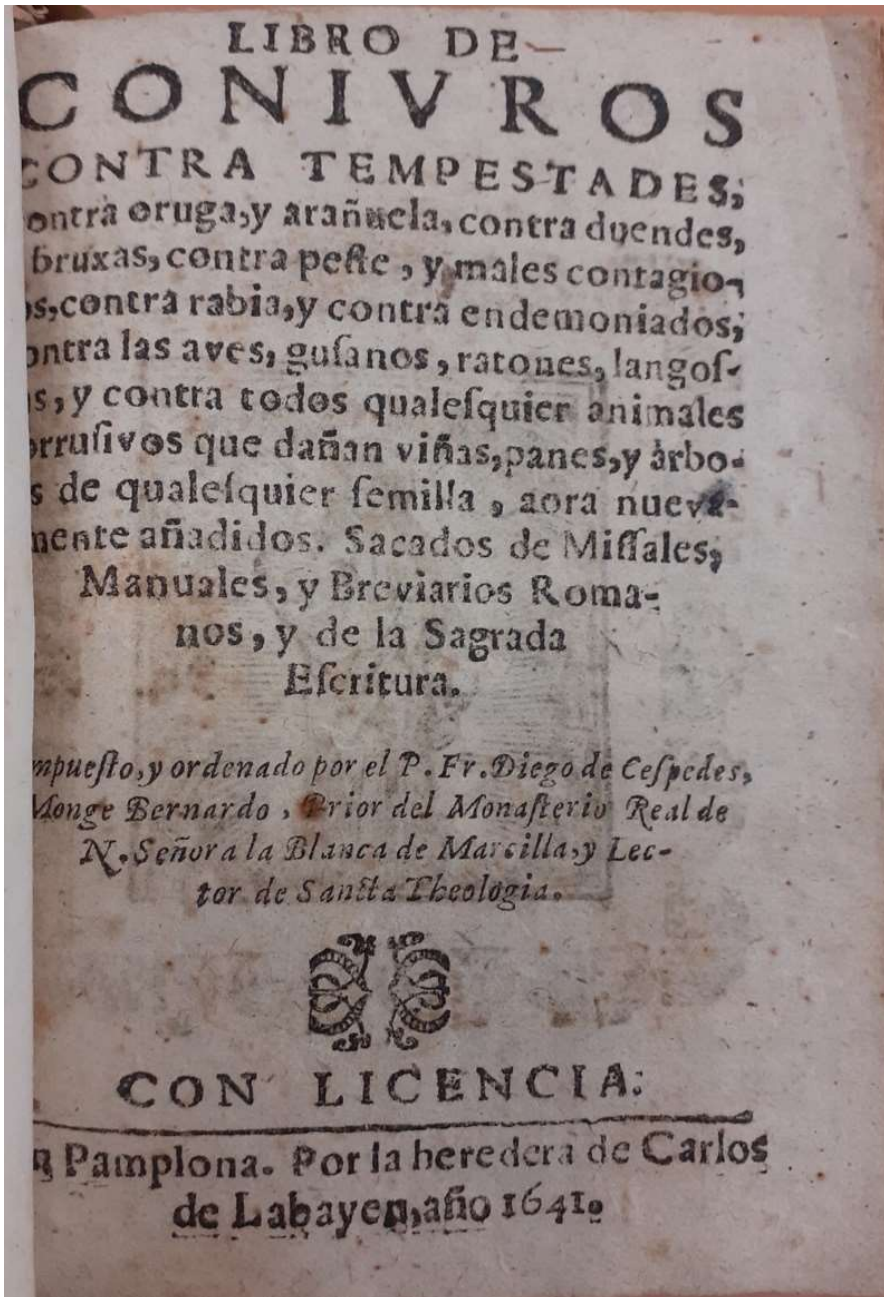 LIBRO DE
CONIVROS
CONTRA TEMPESTADES,
ontra oruga, y arañuela, contra duendes,
bruxas, contra peſte, y males contagio-
os, contra rabia, y contra endemoniados,
ontra las aves, guſanos, ratones, langoſ-
as, y contra todos qualeſquier animales
orruſivos que dañan viñas, panes, y àrbo-
s de qualeſquier ſemilla, aora nueva-
mente añadidos. Sacados de Miſſales,
Manuales, y Breviarios Roma-
nos, y de la Sagrada
Eſcritura.
mpueſto, y ordenado por el P. Fr. Diego de Ceſpedes,
Monge Bernardo, Prior del Monaſterio Real de
N. Señora la Blanca de Marcilla, y Lec-
tor de Sancta Theologia.
CON LICENCIA.
n Pamplona. Por la heredera de Carlos
de Labayen, año 1641.